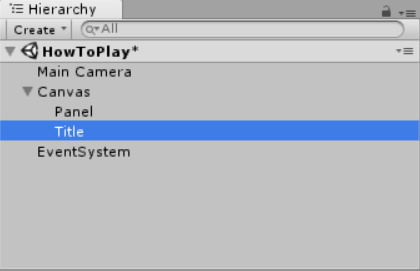 Hierarchy
Create All
HowToPlay*
Main Camera
Canvas
Panel
Title
EventSystem